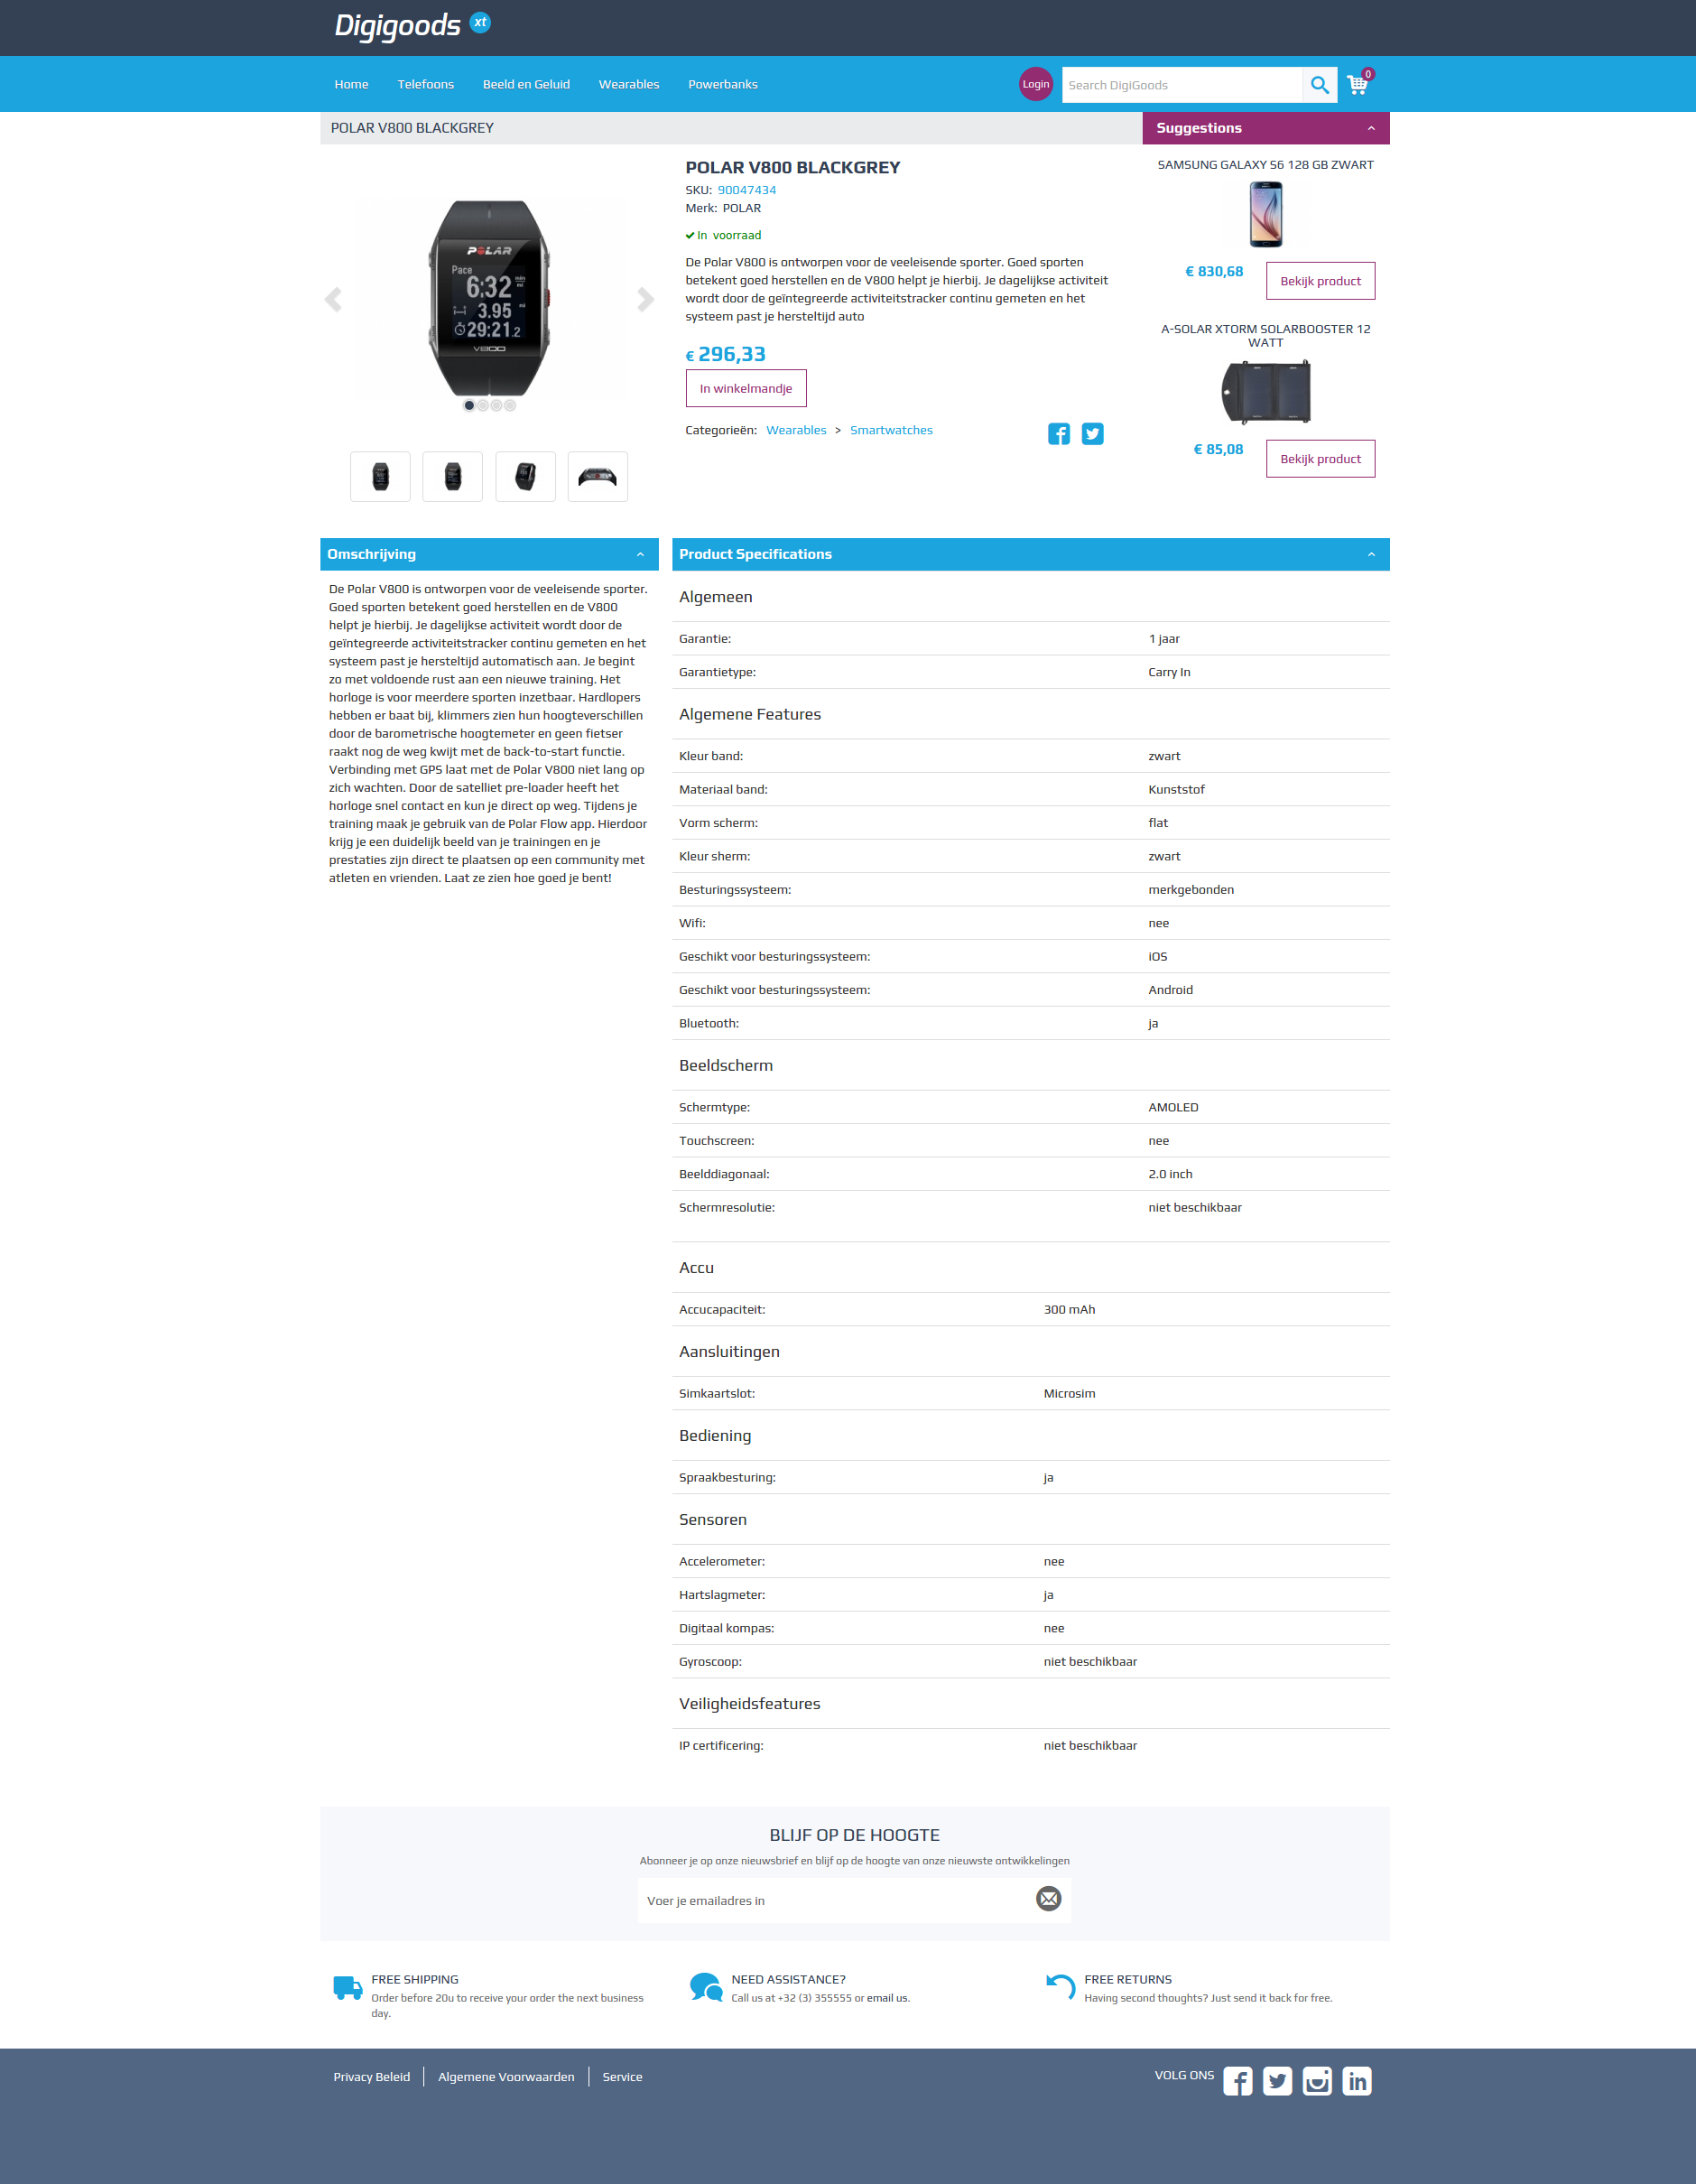 Digigoods xt
Home Telefoons Beeld en Geluid Wearables Powerbanks
Login
Search DigiGoods
0
POLAR V800 BLACKGREY
Suggestions
POLAR
Pace
6:32 min mi
3.95 mi
29:21.2
V800
POLAR V800 BLACKGREY
SKU: 90047434
Merk: POLAR
In voorraad
De Polar V800 is ontworpen voor de veeleisende sporter. Goed sporten
betekent goed herstellen en de V800 helpt je hierbij. Je dagelijkse activiteit
wordt door de geïntegreerde activiteitstracker continu gemeten en het
systeem past je hersteltijd auto
€ 296,33
In winkelmandje
Categorieën: Wearables > Smartwatches
SAMSUNG GALAXY S6 128 GB ZWART
€ 830,68
Bekijk product
A-SOLAR XTORM SOLARBOOSTER 12
WATT
€ 85,08
Bekijk product
Omschrijving
De Polar V800 is ontworpen voor de veeleisende sporter.
Goed sporten betekent goed herstellen en de V800
helpt je hierbij. Je dagelijkse activiteit wordt door de
geïntegreerde activiteitstracker continu gemeten en het
systeem past je hersteltijd automatisch aan. Je begint
zo met voldoende rust aan een nieuwe training. Het
horloge is voor meerdere sporten inzetbaar. Hardlopers
hebben er baat bij, klimmers zien hun hoogteverschillen
door de barometrische hoogtemeter en geen fietser
raakt nog de weg kwijt met de back-to-start functie.
Verbinding met GPS laat met de Polar V800 niet lang op
zich wachten. Door de satelliet pre-loader heeft het
horloge snel contact en kun je direct op weg. Tijdens je
training maak je gebruik van de Polar Flow app. Hierdoor
krijg je een duidelijk beeld van je trainingen en je
prestaties zijn direct te plaatsen op een community met
atleten en vrienden. Laat ze zien hoe goed je bent!
Product Specifications
Algemeen
Garantie: 1 jaar
Garantietype: Carry In
Algemene Features
Kleur band: zwart
Materiaal band: Kunststof
Vorm scherm: flat
Kleur sherm: zwart
Besturingssysteem: merkgebonden
Wifi: nee
Geschikt voor besturingssysteem: iOS
Geschikt voor besturingssysteem: Android
Bluetooth: ja
Beeldscherm
Schermtype: AMOLED
Touchscreen: nee
Beelddiagonaal: 2.0 inch
Schermresolutie: niet beschikbaar
Accu
Accucapaciteit: 300 mAh
Aansluitingen
Simkaartslot: Microsim
Bediening
Spraakbesturing: ja
Sensoren
Accelerometer: nee
Hartslagmeter: ja
Digitaal kompas: nee
Gyroscoop: niet beschikbaar
Veiligheidsfeatures
IP certificering: niet beschikbaar
BLIJF OP DE HOOGTE
Abonneer je op onze nieuwsbrief en blijf op de hoogte van onze nieuwste ontwikkelingen
Voer je emailadres in
FREE SHIPPING
Order before 20u to receive your order the next business
day.
NEED ASSISTANCE?
Call us at +32 (3) 355555 or email us.
FREE RETURNS
Having second thoughts? Just send it back for free.
Privacy Beleid Algemene Voorwaarden Service
VOLG ONS